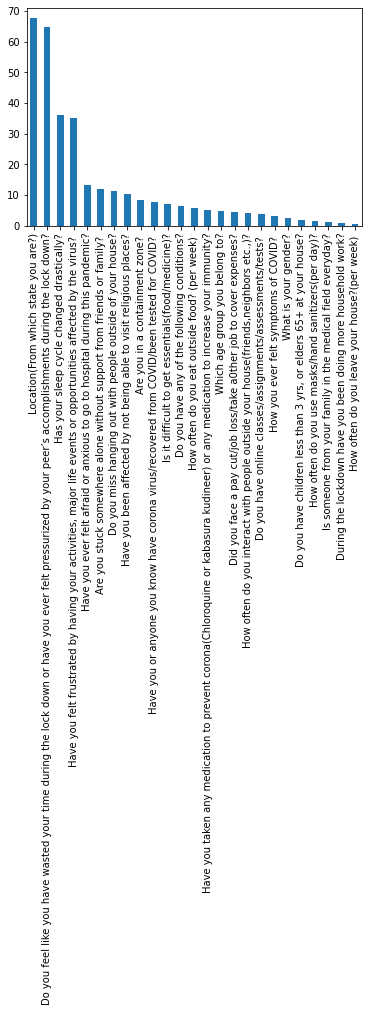 70
60
50
40
30
20
10
0
Location(From which state you are?)
Do you feel like you have wasted your time during the lock down or have you ever felt pressurized by your peer's accomplishments during the lock down?
Has your sleep cycle changed drastically?
Have you felt frustrated by having your activities, major life events or opportunities affected by the virus?
Have you ever felt afraid or anxious to go to hospital during this pandemic?
Are you stuck somewhere alone without support from friends or family?
Do you miss hanging out with people outside of your house?
Have you been affected by not being able to visit religious places?
Are you in a containment zone?
Have you or anyone you know have corona virus/recovered from COVID/been tested for COVID?
Is it difficult to get essentials(food/medicine)?
Do you have any of the following conditions?
How often do you eat outside food? (per week)
Have you taken any medication to prevent corona(Chloroquine or kabasura kudineer) or any medication to increase your immunity?
Which age group you belong to?
Did you face a pay cut/job loss/take a0ther job to cover expenses?
How often do you interact with people outside your house(friends,neighbors etc.,)?
Do you have online classes/assignments/assessments/tests?
How you ever felt symptoms of COVID?
What is your gender?
Do you have children less than 3 yrs, or elders 65+ at your house?
How often do you use masks/hand sanitizers(per day)?
Is someone from your family in the medical field everyday?
During the lockdown have you been doing more household work?
How often do you leave your house?(per week)